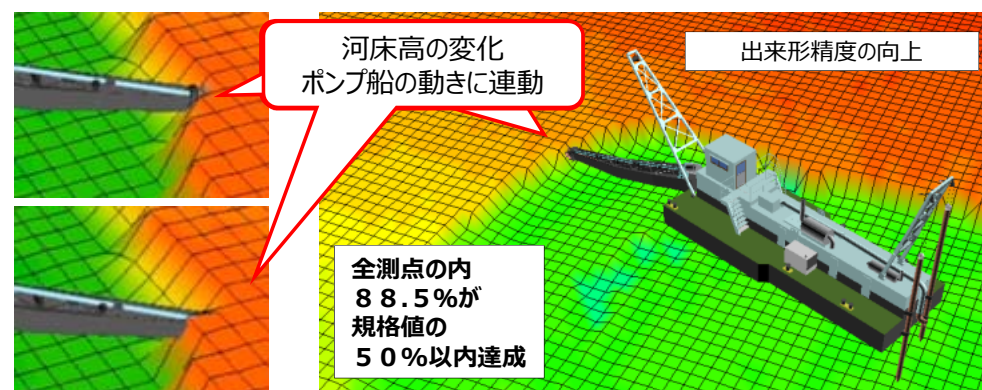 河床高の変化
ポンプ船の動きに連動
出来形精度の向上
全測点の内
８８.５%が
規格値の
５０%以内達成